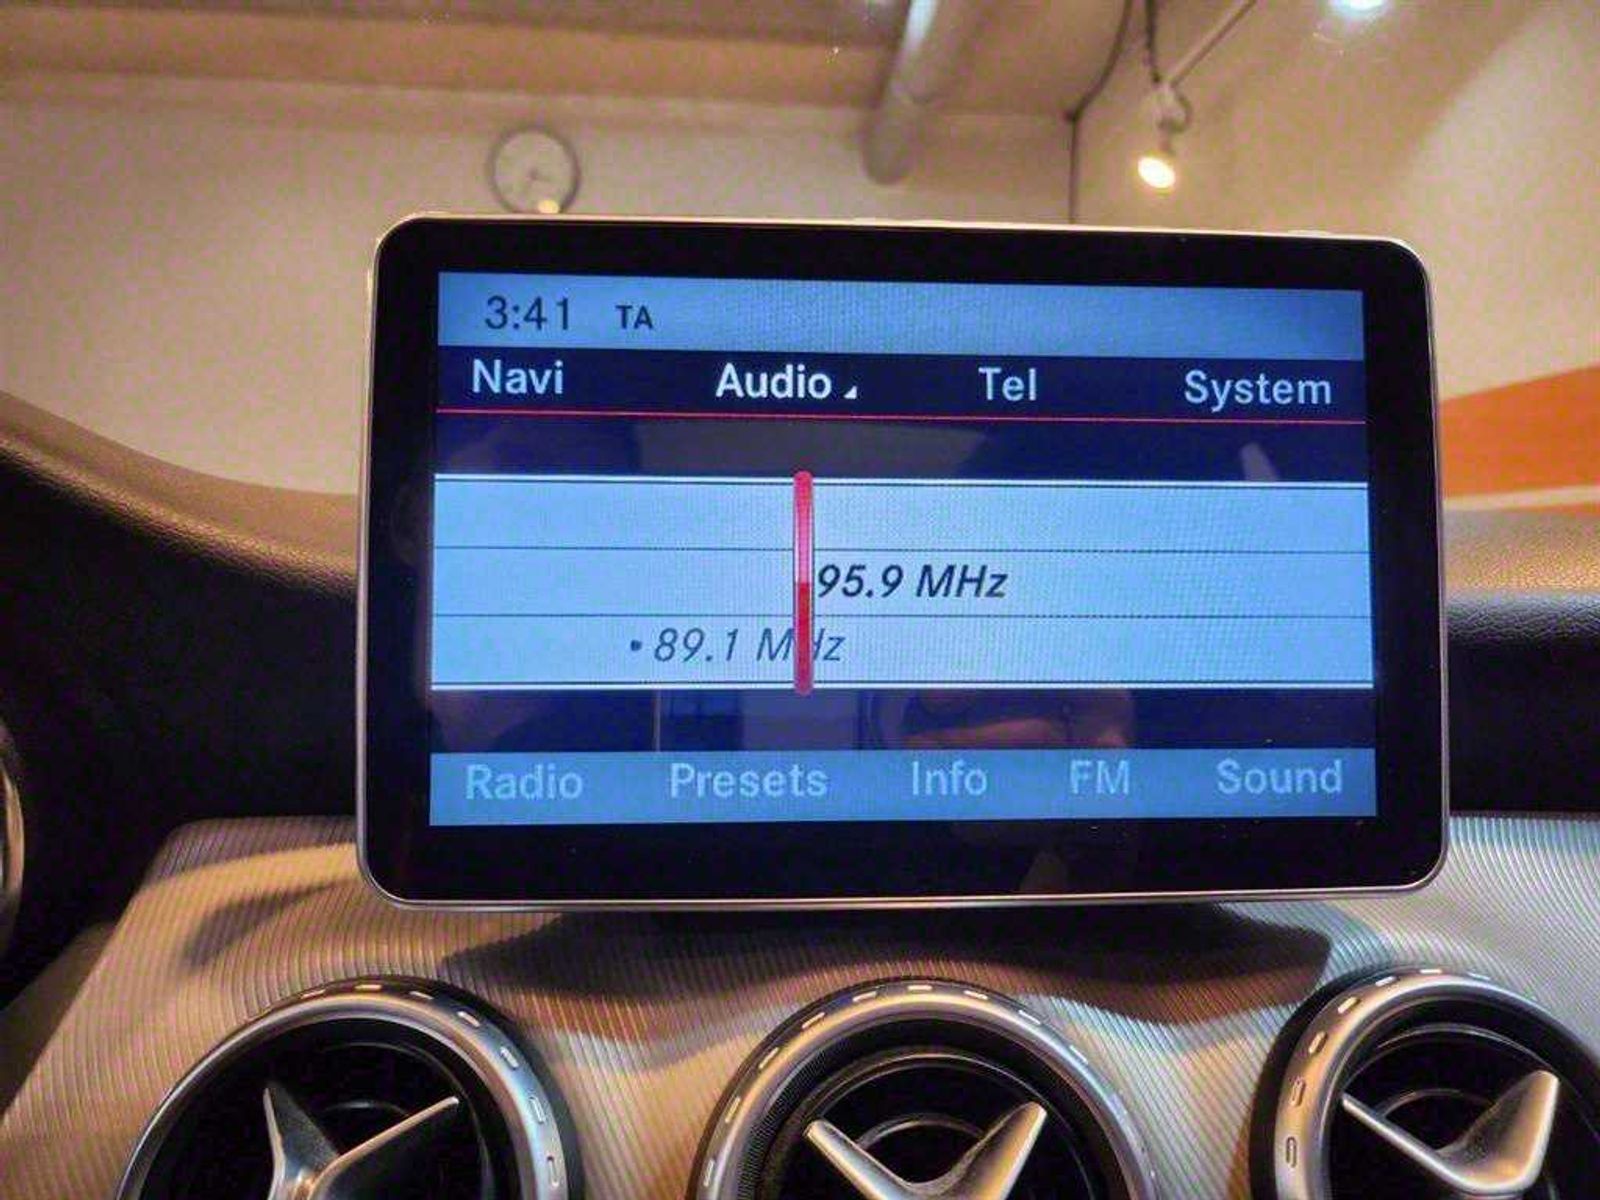 3:41 TA
Navi Audio Tel System
95.9 MHz
• 89.1 MHz
Radio Presets Info FM Sound